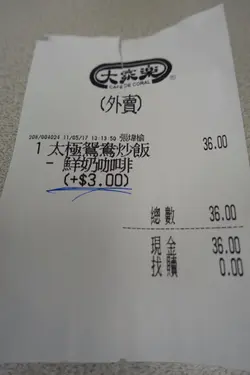 大家樂®
CAFE DE CORAL
(外賣)
11/05/17 13:13:50
1 太極鴛鴦炒飯 36.00
- 鮮奶咖啡
(+$3.00)
總數 36.00
現金 36.00
找贖 0.00